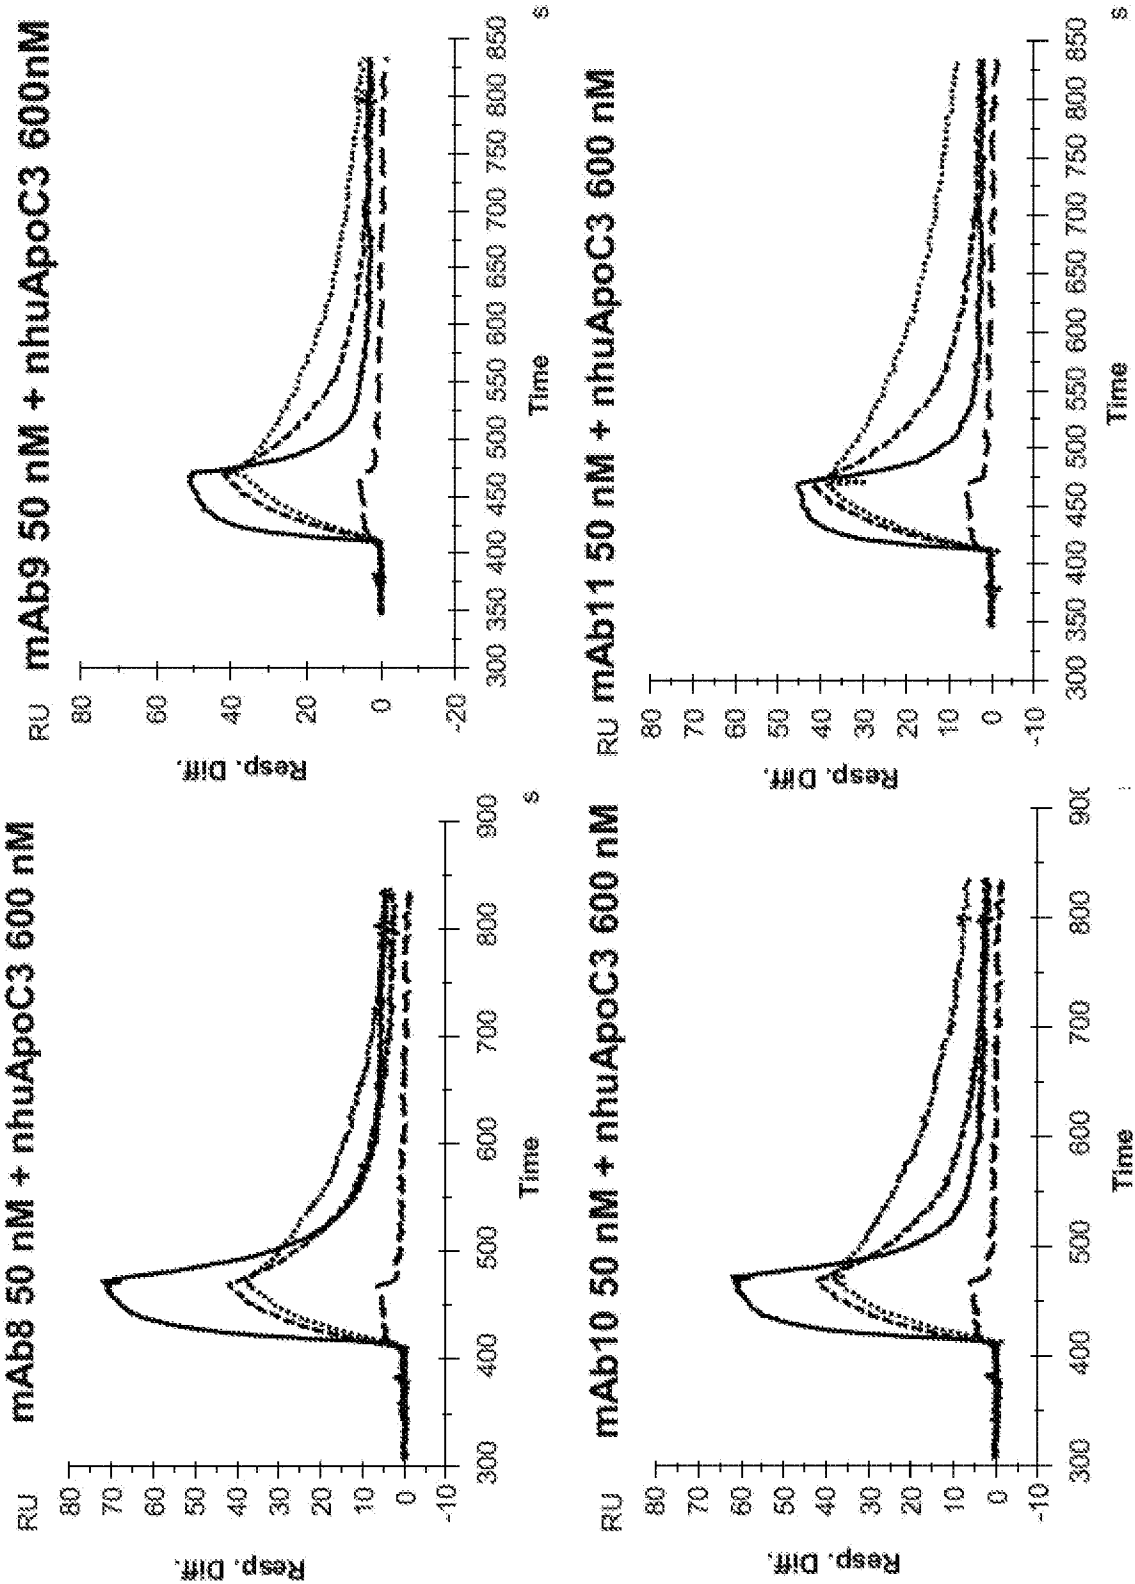 mAb8 50 nM + nhuApoC3 600 nM
RU
80
70
60
50
40
30
20
10
0
-10
Resp. Diff.
300 400 500 600 700 800 900
Time
s
mAb9 50 nM + nhuApoC3 600nM
RU
80
60
40
20
0
-20
Resp. Diff.
300 350 400 450 500 550 600 650 700 750 800 850
Time
s
mAb10 50 nM + nhuApoC3 600 nM
RU
80
70
60
50
40
30
20
10
0
-10
Resp. Diff.
300 400 500 600 700 800
Time
mAb11 50 nM + nhuApoC3 600 nM
RU
80
70
60
50
40
30
20
10
0
-10
Resp. Diff.
300 350 400 450 500 550 600 650 700 750 800 850
Time
s